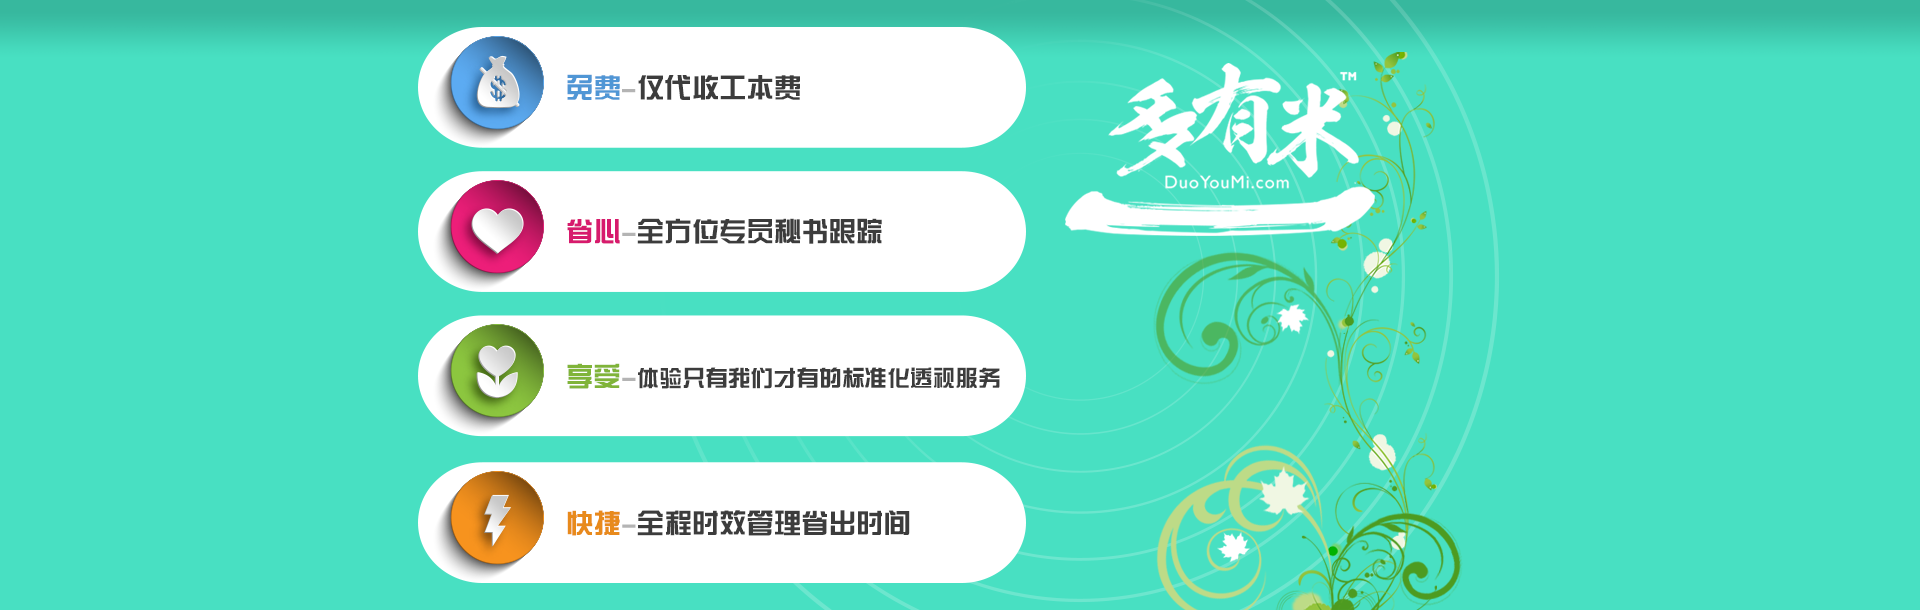 免费-仅代收工本费
省心-全方位专员秘书跟踪
享受-体验只有我们才有的标准化透视服务
快捷-全程时效管理省出时间
多有米™
DuoYouMi.com